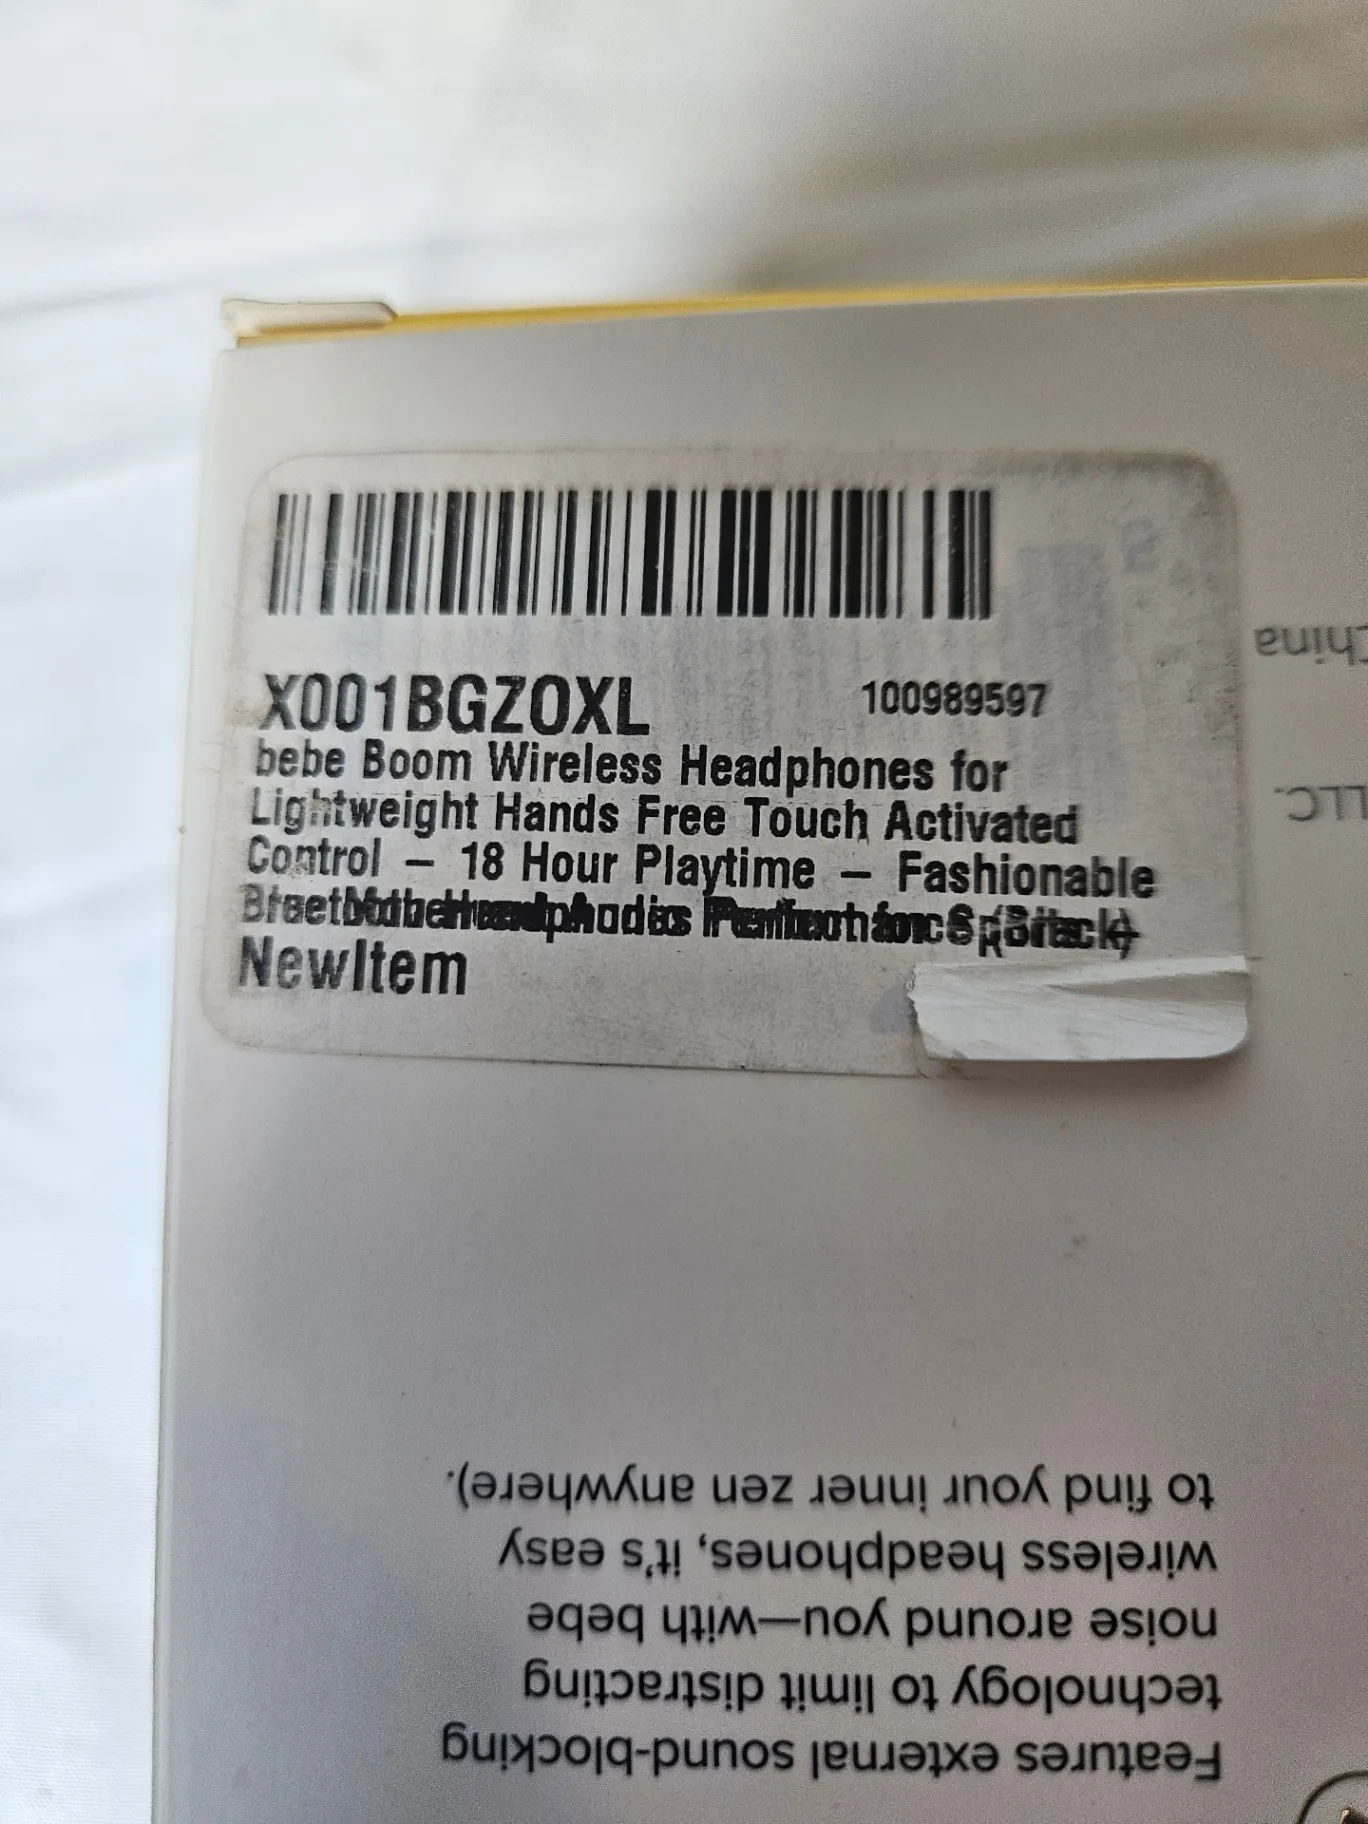 X001BGZOXL 100989597
bebe Boom Wireless Headphones for
Lightweight Hands Free Touch Activated
Control – 18 Hour Playtime – Fashionable
NewItem
China
LLC.
Features external sound-blocking
technology to limit distracting
noise around you—with bebe
wireless headphones, it's easy
to find your inner zen anywhere).